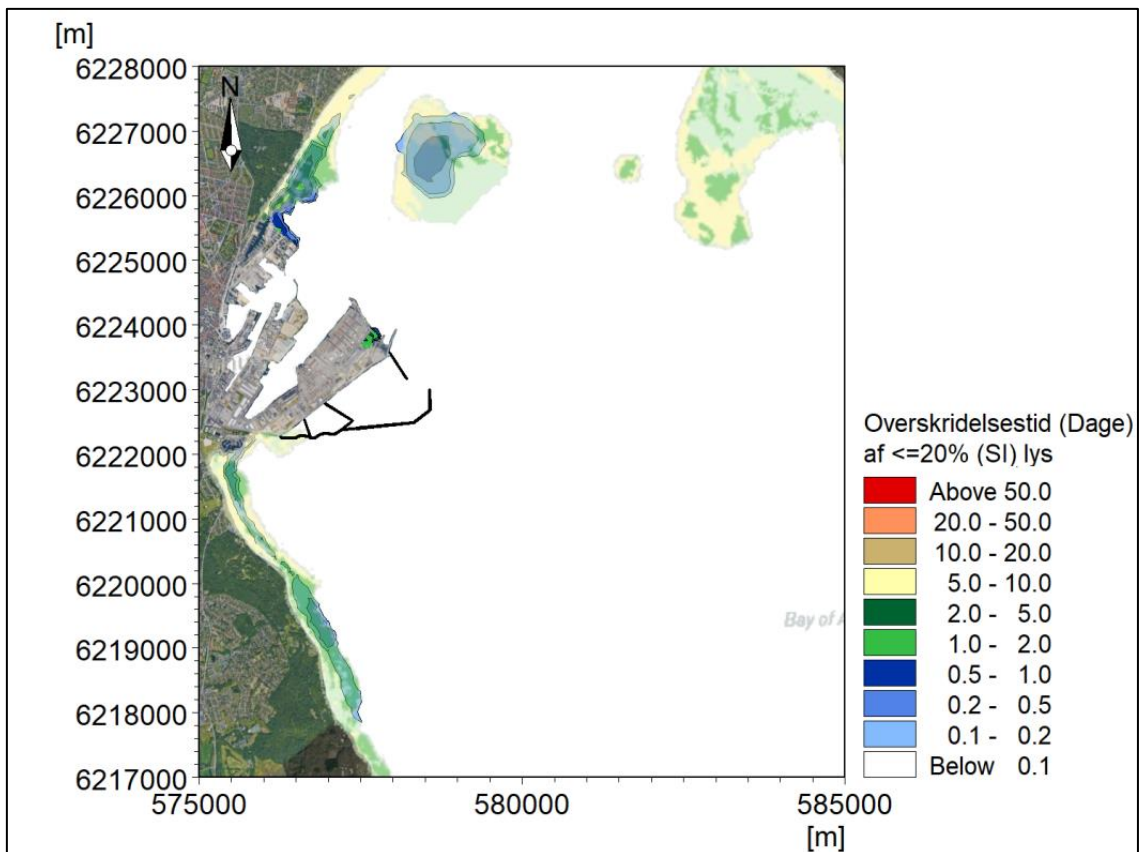 [m]
6228000
N
6227000
6226000
6225000
6224000
6223000
6222000
6221000
6220000
6219000
6218000
6217000
575000 580000 585000
[m]
Bay of A
Overskridelsestid (Dage)
af <=20% (SI) lys
Above 50.0
20.0 - 50.0
10.0 - 20.0
5.0 - 10.0
2.0 - 5.0
1.0 - 2.0
0.5 - 1.0
0.2 - 0.5
0.1 - 0.2
Below 0.1